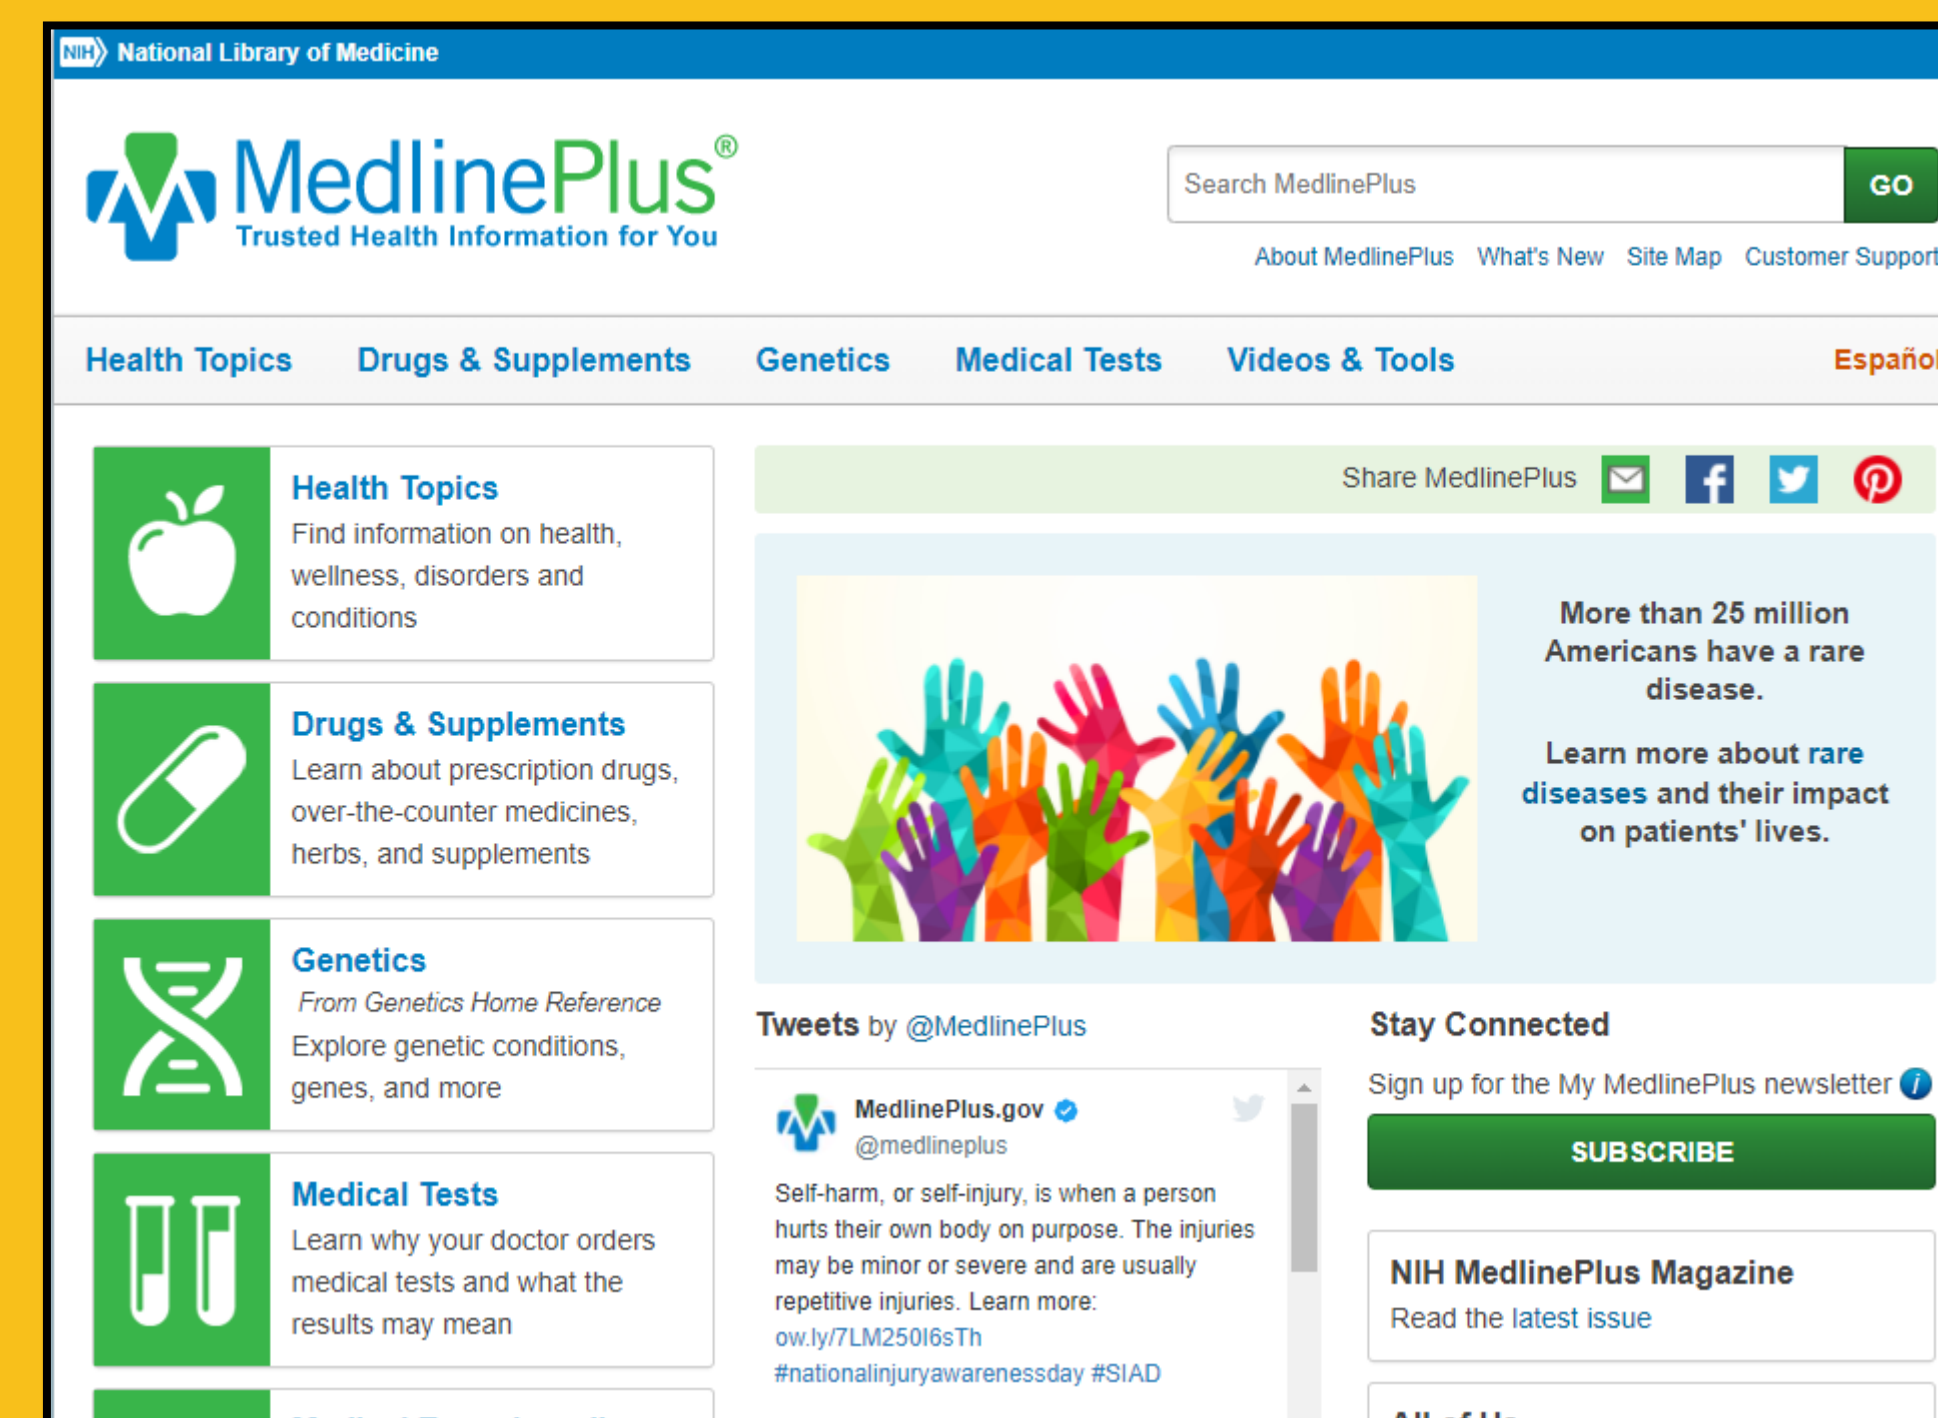 NIH National Library of Medicine
MedlinePlus®
Trusted Health Information for You
Search MedlinePlus
GO
About MedlinePlus What's New Site Map Customer Support
Health Topics Drugs & Supplements Genetics Medical Tests Videos & Tools Español
Health Topics
Find information on health,
wellness, disorders and
conditions
Drugs & Supplements
Learn about prescription drugs,
over-the-counter medicines,
herbs, and supplements
Genetics
From Genetics Home Reference
Explore genetic conditions,
genes, and more
Medical Tests
Learn why your doctor orders
medical tests and what the
results may mean
Share MedlinePlus
More than 25 million
Americans have a rare
disease.
Learn more about rare
diseases and their impact
on patients' lives.
Tweets by @MedlinePlus
MedlinePlus.gov
@medlineplus
Self-harm, or self-injury, is when a person
hurts their own body on purpose. The injuries
may be minor or severe and are usually
repetitive injuries. Learn more:
ow.ly/7LM250I6sTh
#nationalinjuryawarenessday #SIAD
Stay Connected
Sign up for the My MedlinePlus newsletter
SUBSCRIBE
NIH MedlinePlus Magazine
Read the latest issue
All of Us